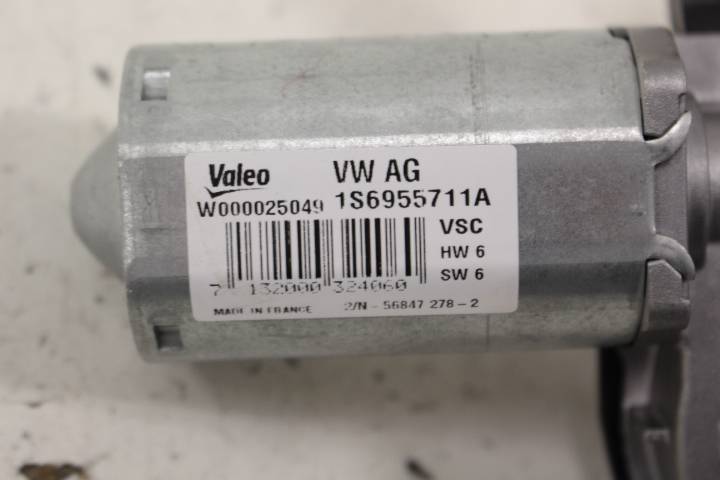 Valeo VW AG
W000025049 1S6955711A
VSC
HW 6
7 132000 324060 SW 6
MADE IN FRANCE 2/N - 56847 278-2